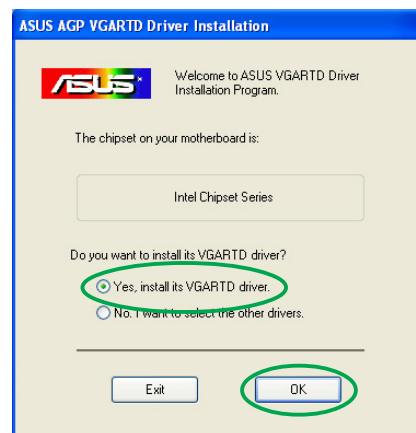 ASUS AGP VGARTD Driver Installation
ASUS
Welcome to ASUS VGARTD Driver
Installation Program.
The chipset on your motherboard is:
Intel Chipset Series
Do you want to install its VGARTD driver?
Yes, install its VGARTD driver.
No. I want to select the other drivers.
Exit
OK